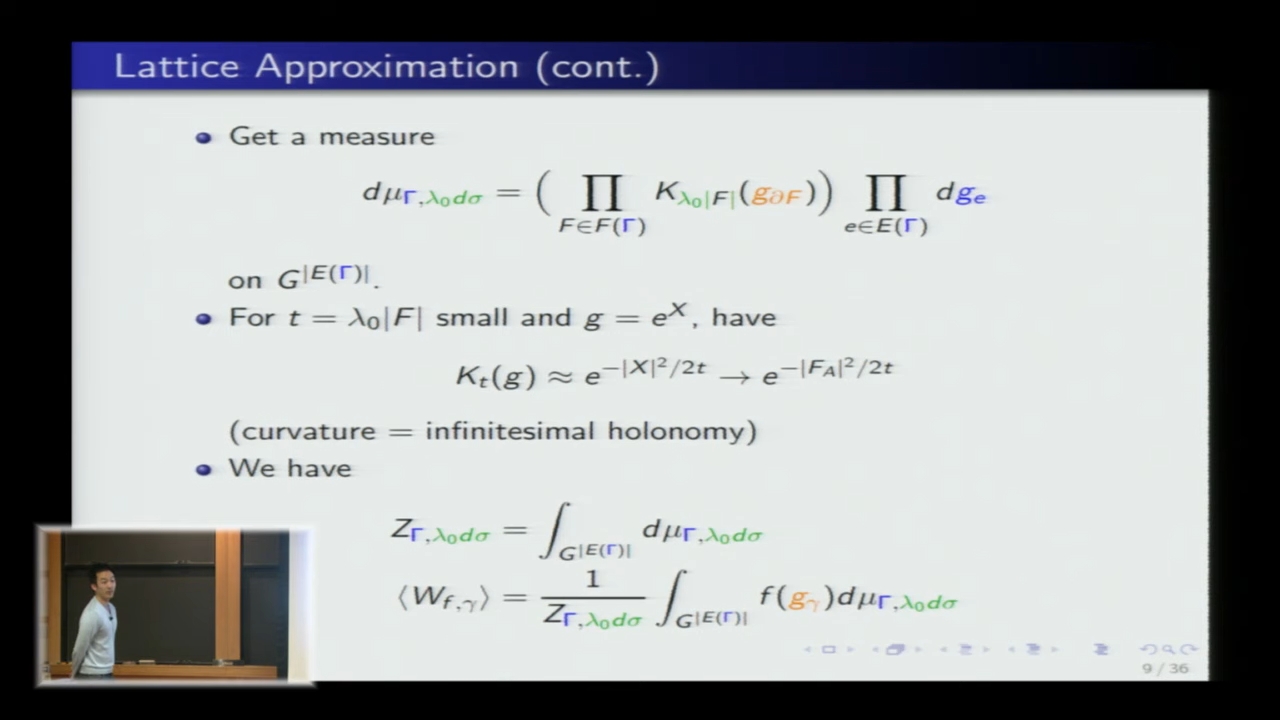 Lattice Approximation (cont.)
Get a measure
dμ_{Γ,λ₀dσ} = ( ∏_{F∈F(Γ)} K_{λ₀|F|}(g_{∂F}) ) ∏_{e∈E(Γ)} dg_e
on G^{|E(Γ)|}.
For t = λ₀|F| small and g = e^X, have
K_t(g) ≈ e^{−|X|²/2t} → e^{−|F_A|²/2t}
(curvature = infinitesimal holonomy)
We have
Z_{Γ,λ₀dσ} = ∫_{G^{|E(Γ)|}} dμ_{Γ,λ₀dσ}
⟨W_{f,γ}⟩ = 1/Z_{Γ,λ₀dσ} ∫_{G^{|E(Γ)|}} f(g_γ)dμ_{Γ,λ₀dσ}
9 / 36